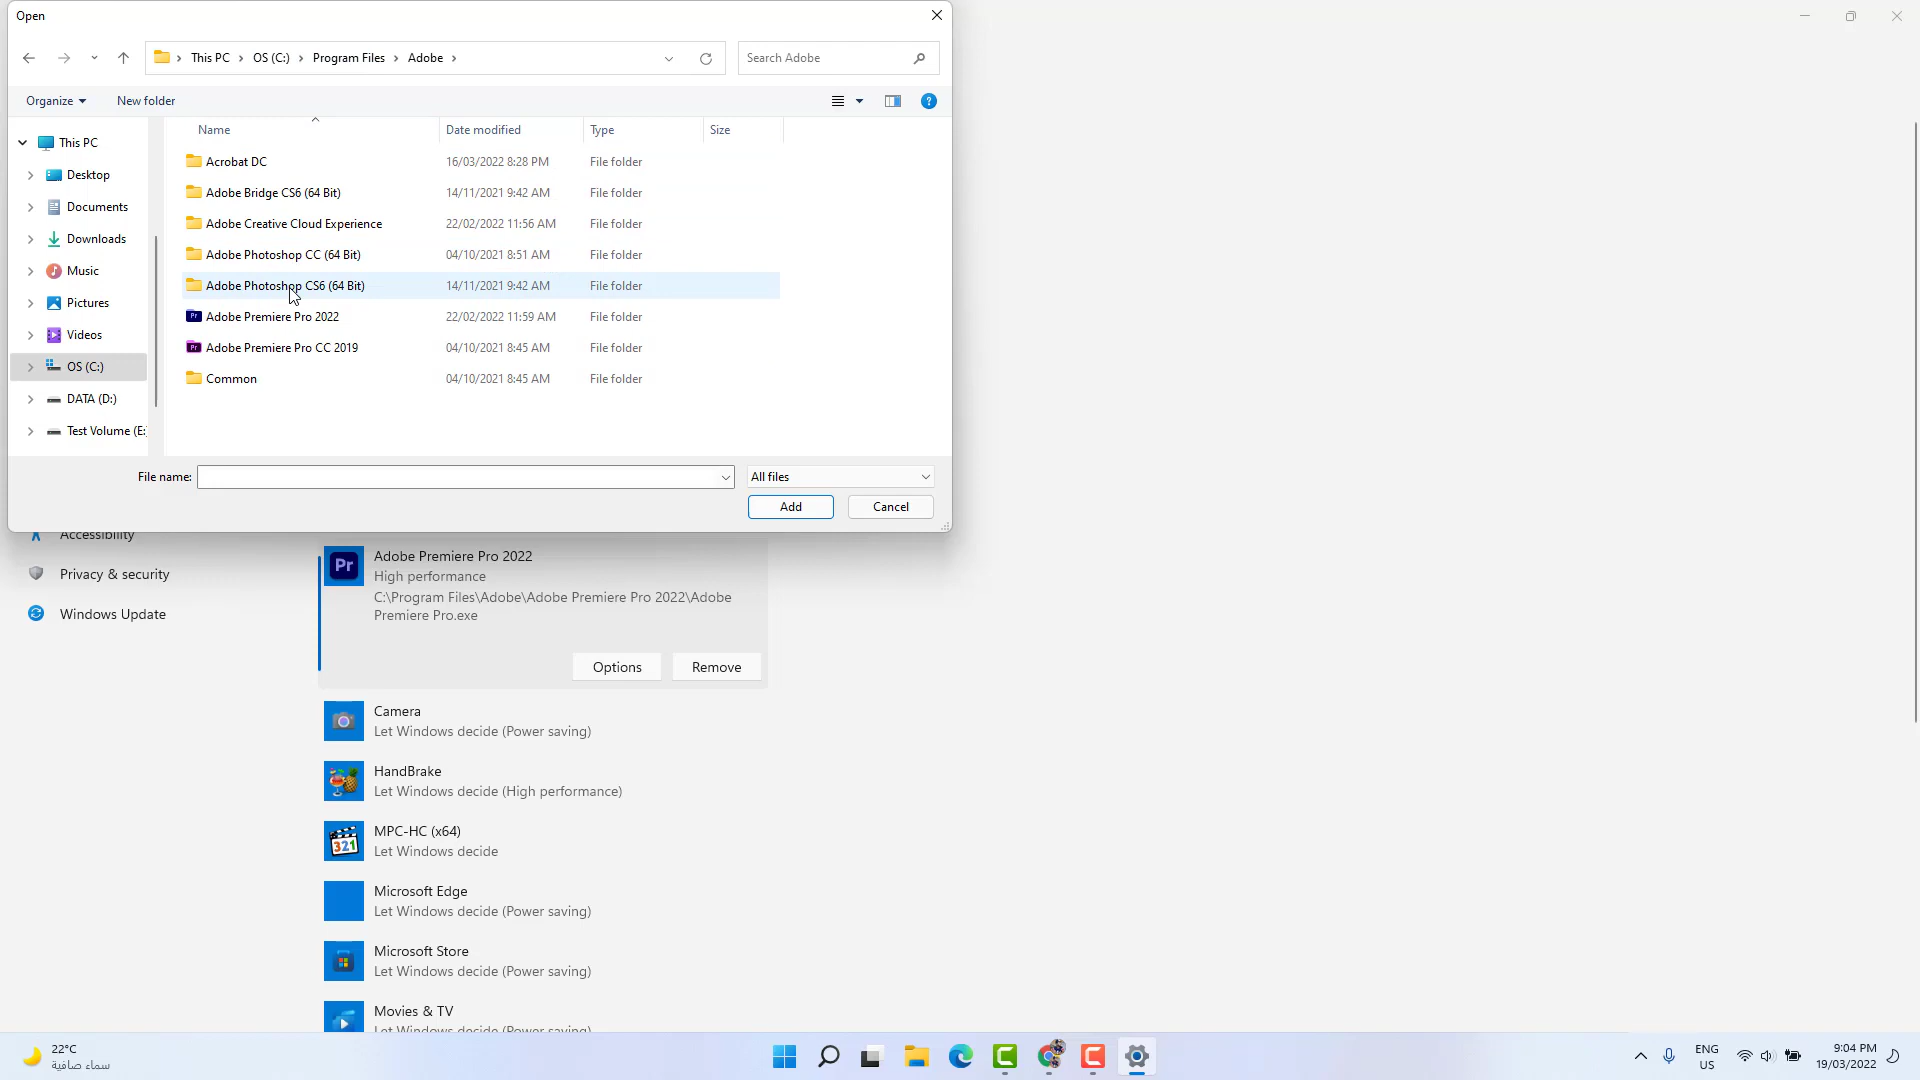 Open
This PC > OS (C:) > Program Files > Adobe >
Search Adobe
Organize
New folder
Name
Date modified
Type
Size
This PC
Desktop
Documents
Downloads
Music
Pictures
Videos
OS (C:)
DATA (D:)
Test Volume (E:
Acrobat DC 16/03/2022 8:28 PM File folder
Adobe Bridge CS6 (64 Bit) 14/11/2021 9:42 AM File folder
Adobe Creative Cloud Experience 22/02/2022 11:56 AM File folder
Adobe Photoshop CC (64 Bit) 04/10/2021 8:51 AM File folder
Adobe Photoshop CS6 (64 Bit) 14/11/2021 9:42 AM File folder
Pr Adobe Premiere Pro 2022 22/02/2022 11:59 AM File folder
Pr Adobe Premiere Pro CC 2019 04/10/2021 8:45 AM File folder
Common 04/10/2021 8:45 AM File folder
File name:
All files
Add
Cancel
Accessibility
Privacy & security
Windows Update
Pr
Adobe Premiere Pro 2022
High performance
C:\Program Files\Adobe\Adobe Premiere Pro 2022\Adobe
Premiere Pro.exe
Options
Remove
Camera
Let Windows decide (Power saving)
HandBrake
Let Windows decide (High performance)
321
MPC-HC (x64)
Let Windows decide
Microsoft Edge
Let Windows decide (Power saving)
Microsoft Store
Let Windows decide (Power saving)
Movies & TV
Let Windows decide (Power saving)
22°C
سماء صافية
ENG
US
9:04 PM
19/03/2022